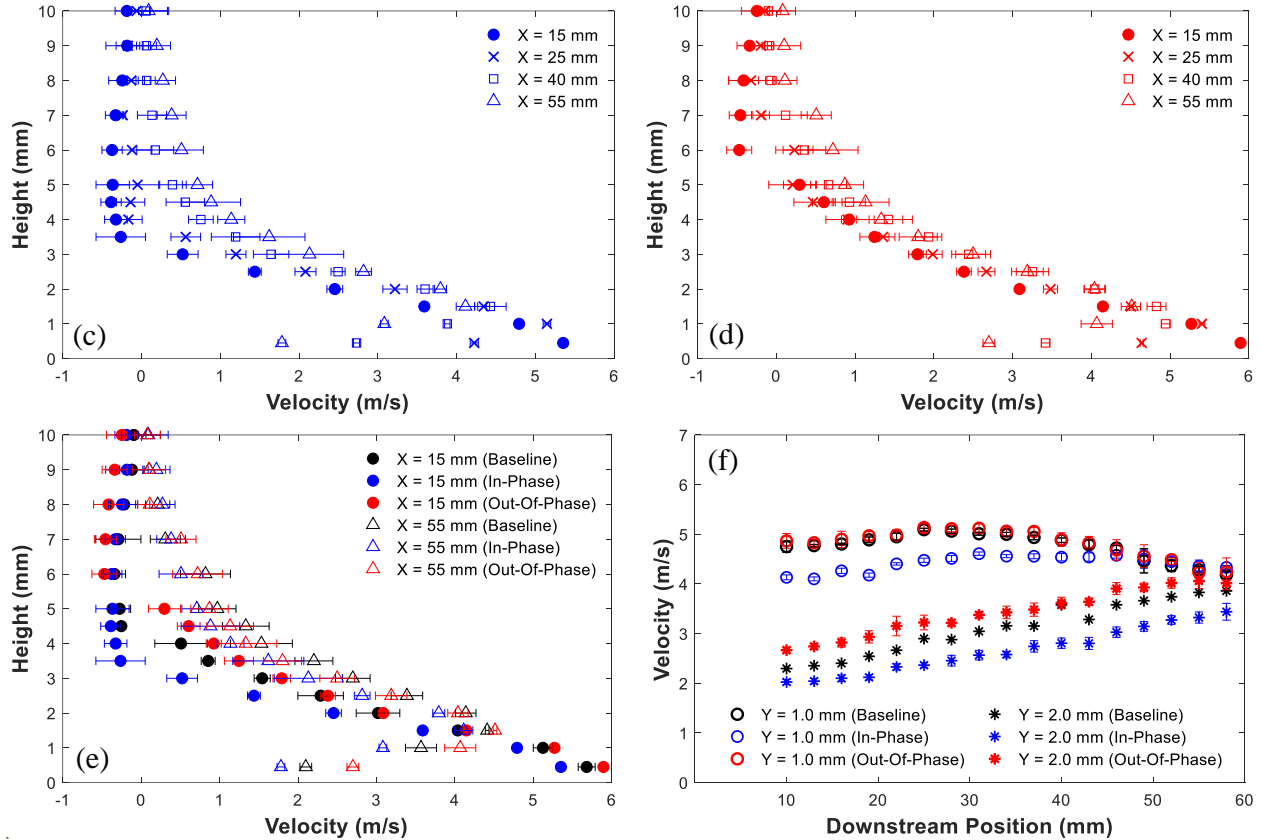 10
9
8
7
6
5
4
3
2
1
0
Height (mm)
X = 15 mm
X = 25 mm
X = 40 mm
X = 55 mm
(c)
-1 0 1 2 3 4 5 6
Velocity (m/s)
10
9
8
7
6
5
4
3
2
1
0
Height (mm)
X = 15 mm
X = 25 mm
X = 40 mm
X = 55 mm
(d)
-1 0 1 2 3 4 5 6
Velocity (m/s)
10
9
8
7
6
5
4
3
2
1
0
Height (mm)
X = 15 mm (Baseline)
X = 15 mm (In-Phase)
X = 15 mm (Out-Of-Phase)
X = 55 mm (Baseline)
X = 55 mm (In-Phase)
X = 55 mm (Out-Of-Phase)
(e)
-1 0 1 2 3 4 5 6
Velocity (m/s)
7
6
5
4
3
2
1
0
Velocity (m/s)
(f)
Y = 1.0 mm (Baseline)
Y = 1.0 mm (In-Phase)
Y = 1.0 mm (Out-Of-Phase)
Y = 2.0 mm (Baseline)
Y = 2.0 mm (In-Phase)
Y = 2.0 mm (Out-Of-Phase)
10 20 30 40 50 60
Downstream Position (mm)